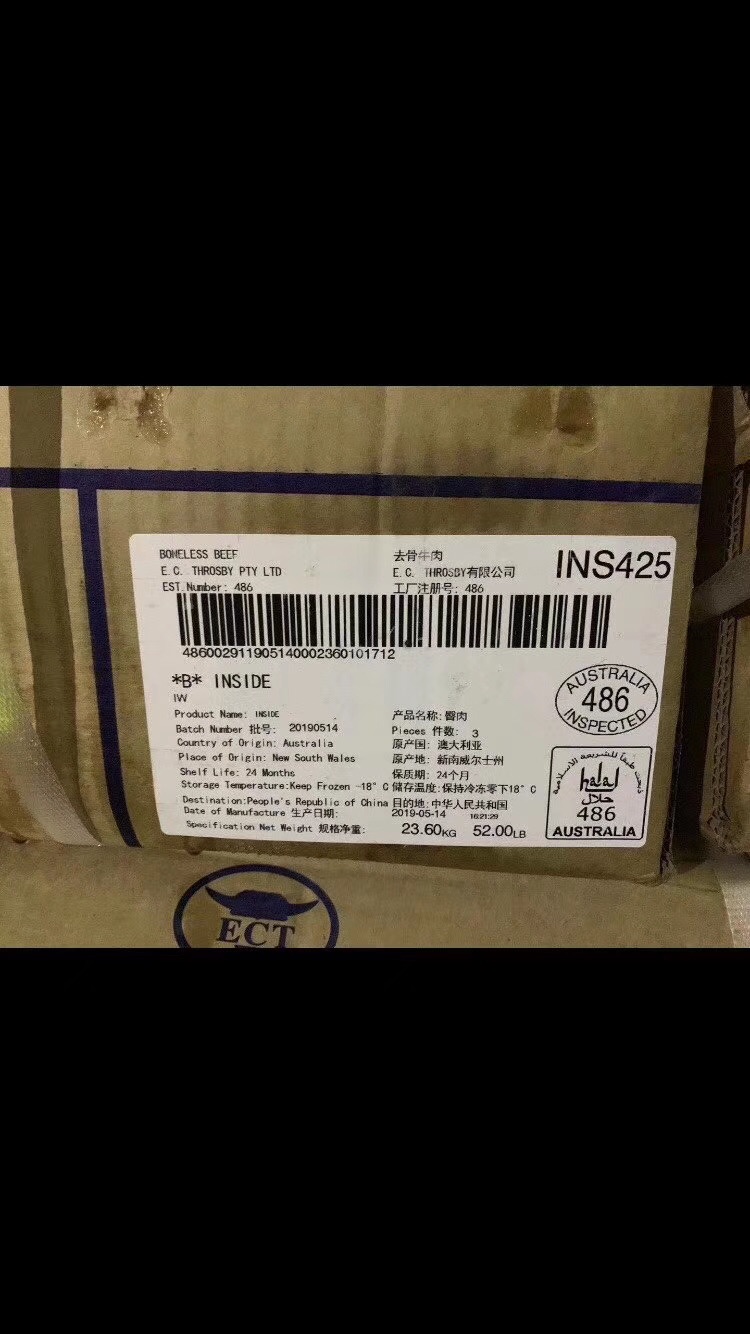 BONELESS BEEF 去骨牛肉
E.C. THROSBY PTY LTD E.C. THROSBY有限公司 INS425
EST.Number: 486 工厂注册号: 486
4860029119051400023601017​12
*B* INSIDE
IW
Product Name: INSIDE 产品名称:臀肉
Batch Number 批号: 20190514 Pieces 件数: 3
Country of Origin: Australia 原产国: 澳大利亚
Place of Origin: New South Wales 原产地: 新南威尔士州
Shelf Life: 24 Months 保质期: 24个月
Storage Temperature:Keep Frozen -18° C 储存温度:保持冷冻零下18° C
Destination:People's Republic of China 目的地:中华人民共和国
Date of Manufacture 生产日期: 2019-05-14 16:21:29
Specification Net Weight 规格净重: 23.60KG 52.00LB
AUSTRALIA
486
INSPECTED
halal
حلال
486
AUSTRALIA
ECT